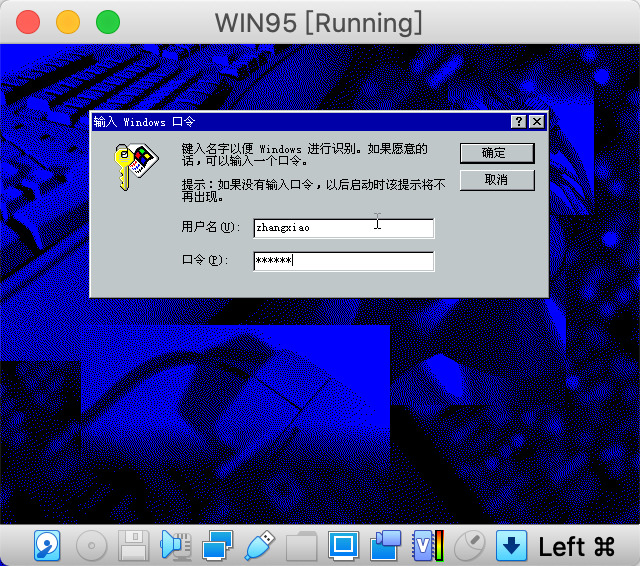 WIN95 [Running]
输入 Windows 口令
键入名字以便 Windows 进行识别。如果愿意的
话，可以输入一个口令。
提示：如果没有输入口令，以后启动时该提示将不
再出现。
确定
取消
用户名(U):
zhangxiao
口令(P):
******
Left ⌘